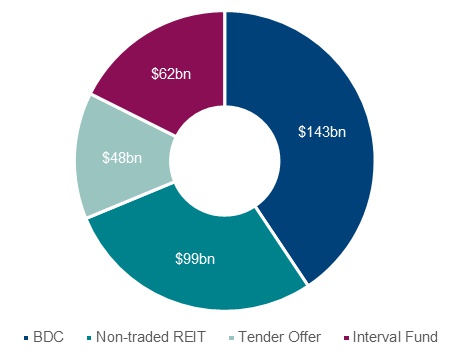 $62bn
$143bn
$48bn
$99bn
BDC Non-traded REIT Tender Offer Interval Fund